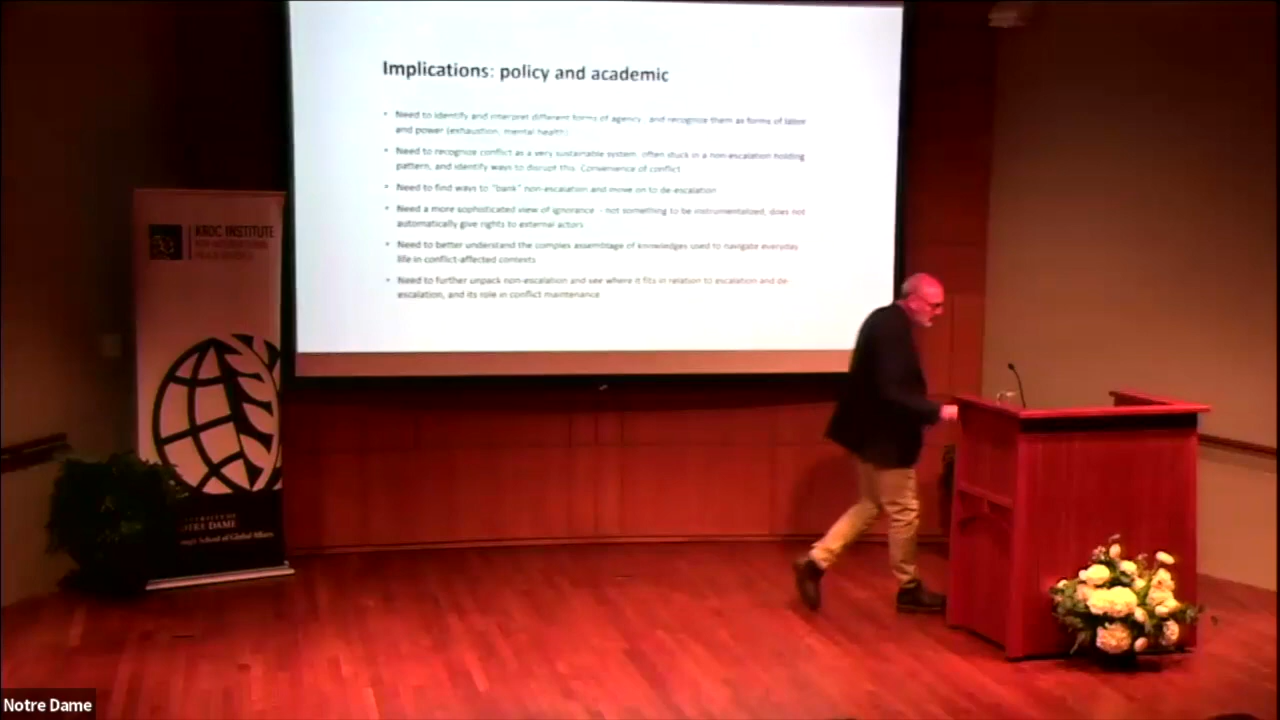 Implications: policy and academic
• Need to identify and interpret different forms of agency - and recognize them as forms of labor
and power (exhaustion, mental health)
• Need to recognize conflict as a very sustainable system, often stuck in a non-escalation holding
pattern, and identify ways to disrupt this. Convenience of conflict
• Need to find ways to "bank" non-escalation and move on to de-escalation
• Need a more sophisticated view of ignorance - not something to be instrumentalized, does not
automatically give rights to external actors
• Need to better understand the complex assemblage of knowledges used to navigate everyday
life in conflict-affected contexts
• Need to further unpack non-escalation and see where it fits in relation to escalation and de-
escalation, and its role in conflict maintenance
KROC INSTITUTE
NOTRE DAME
School of Global Affairs
Notre Dame